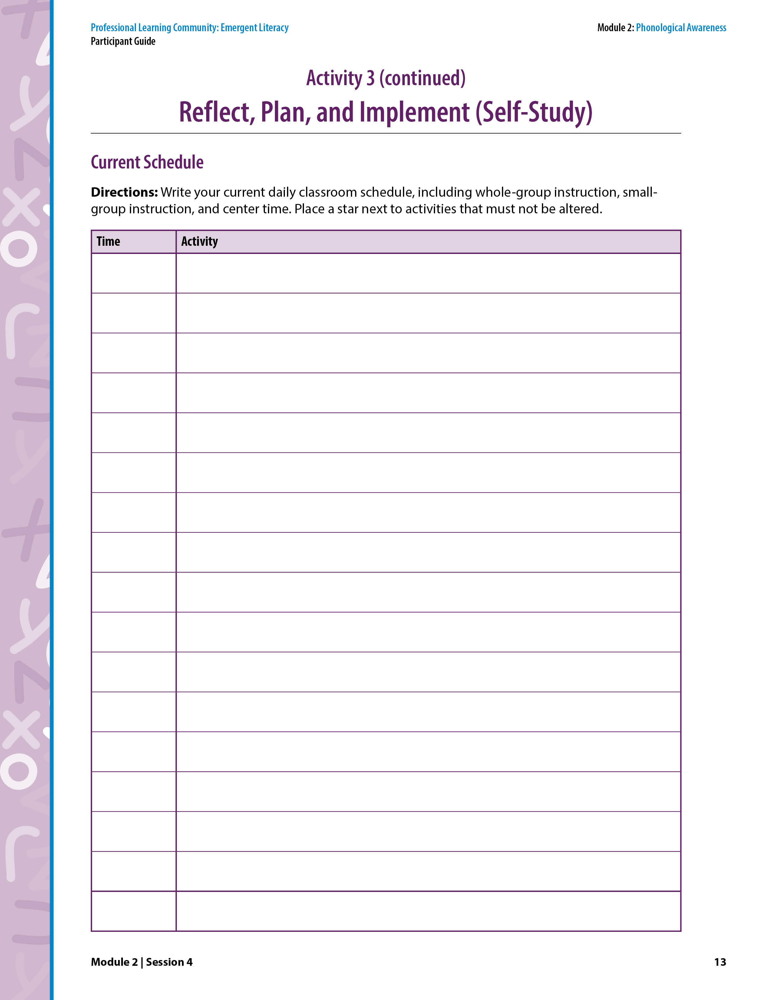 Professional Learning Community: Emergent Literacy
Participant Guide
Module 2: Phonological Awareness
Activity 3 (continued)
Reflect, Plan, and Implement (Self-Study)
Current Schedule
Directions: Write your current daily classroom schedule, including whole-group instruction, small-
group instruction, and center time. Place a star next to activities that must not be altered.
Time Activity
Module 2 | Session 4 13